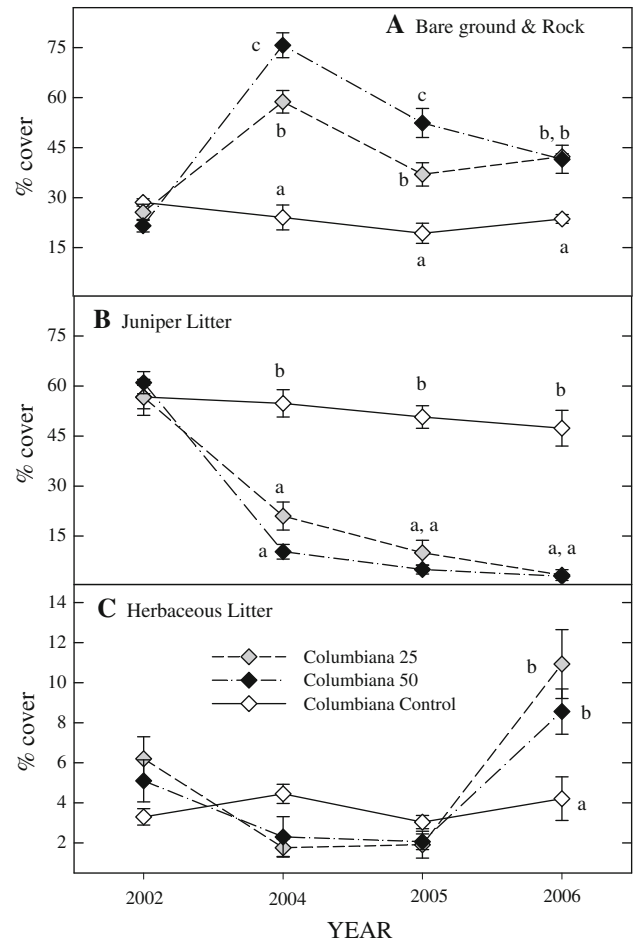 A Bare ground & Rock
% cover
75
60
45
30
15
c
b
a
c
b
a
b, b
a
B Juniper Litter
% cover
75
60
45
30
15
b
a
a
b
a, a
b
a, a
C Herbaceous Litter
% cover
14
12
10
8
6
4
2
Columbiana 25
Columbiana 50
Columbiana Control
b
b
a
2002
2004
2005
2006
YEAR